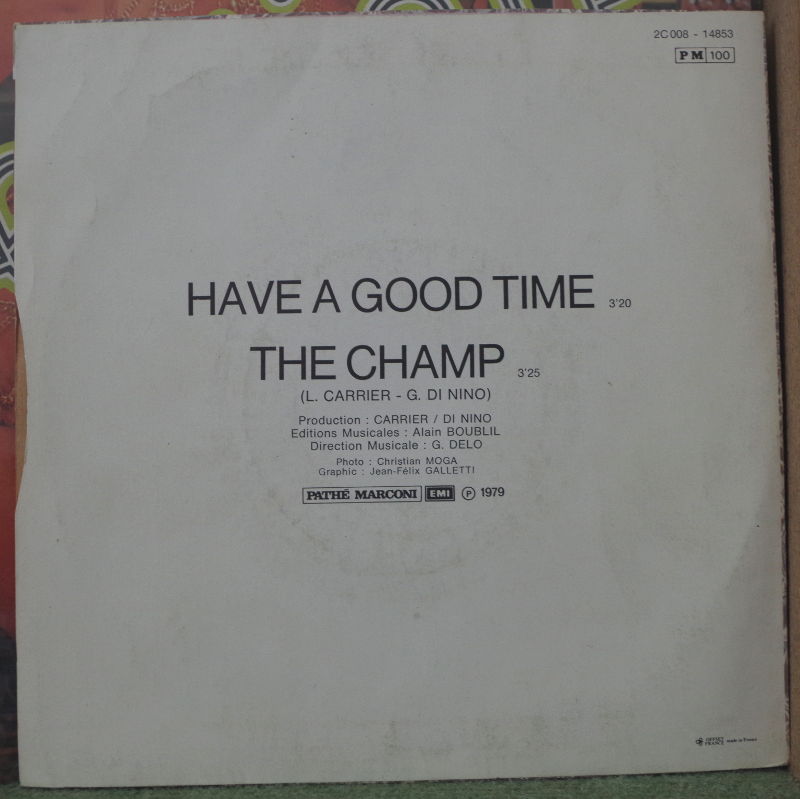 2C 008 - 14853
PM 100
HAVE A GOOD TIME 3'20
THE CHAMP 3'25
(L. CARRIER - G. DI NINO)
Production : CARRIER / DI NINO
Editions Musicales : Alain BOUBLIL
Direction Musicale : G. DELO
Photo : Christian MOGA
Graphic : Jean-Félix GALLETTI
PATHÉ MARCONI EMI ℗ 1979
OFFSET
FRANCE made in France